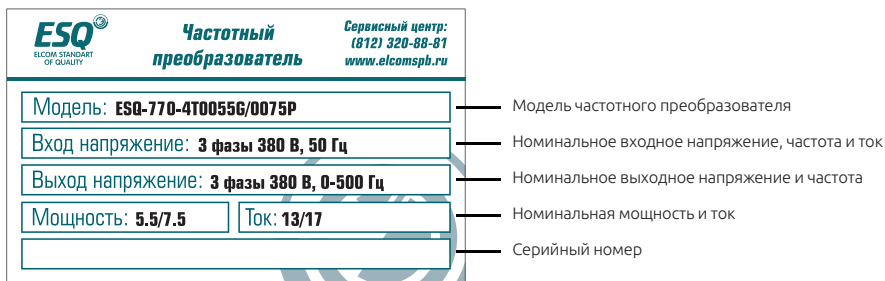 ESQ®
ELCOM STANDART
OF QUALITY
Частотный
преобразователь
Сервисный центр:
(812) 320-88-81
www.elcomspb.ru
Модель: ESQ-770-4T0055G/0075P
Модель частотного преобразователя
Вход напряжение: 3 фазы 380 В, 50 Гц
Номинальное входное напряжение, частота и ток
Выход напряжение: 3 фазы 380 В, 0-500 Гц
Номинальное выходное напряжение и частота
Мощность: 5.5/7.5
Ток: 13/17
Номинальная мощность и ток
Серийный номер